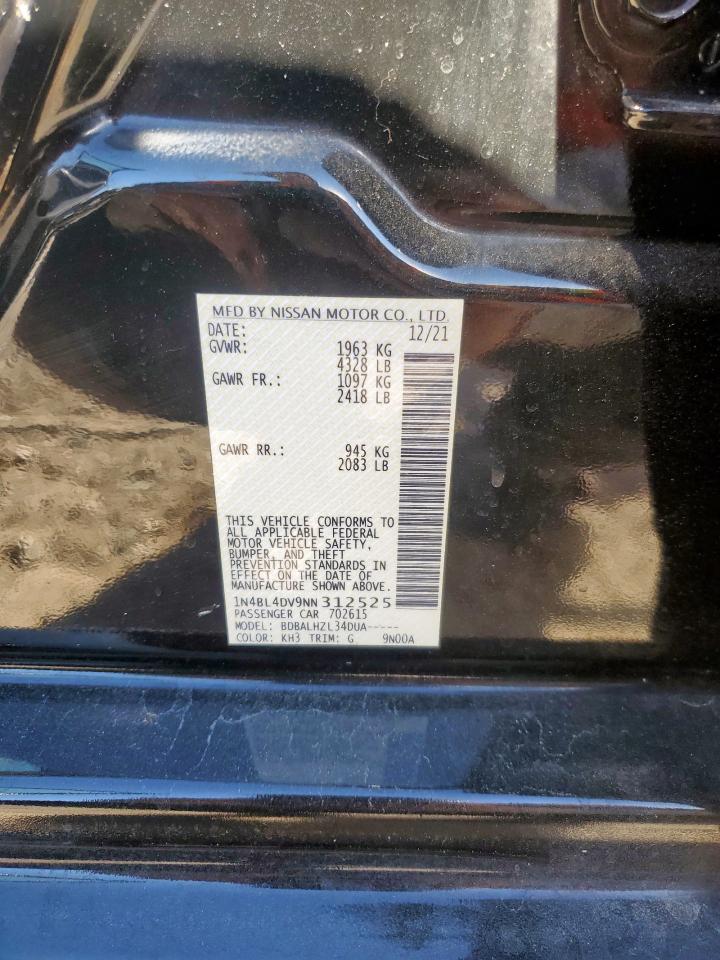 MFD BY NISSAN MOTOR CO., LTD.
DATE: 12/21
GVWR: 1963 KG
4328 LB
GAWR FR.: 1097 KG
2418 LB
GAWR RR.: 945 KG
2083 LB
THIS VEHICLE CONFORMS TO
ALL APPLICABLE FEDERAL
MOTOR VEHICLE SAFETY,
BUMPER, AND THEFT
PREVENTION STANDARDS IN
EFFECT ON THE DATE OF
MANUFACTURE SHOWN ABOVE.
1N4BL4DV9NN312525
PASSENGER CAR 702615
MODEL: BDBALHZL34DUA-----
COLOR: KH3 TRIM: G 9N00A